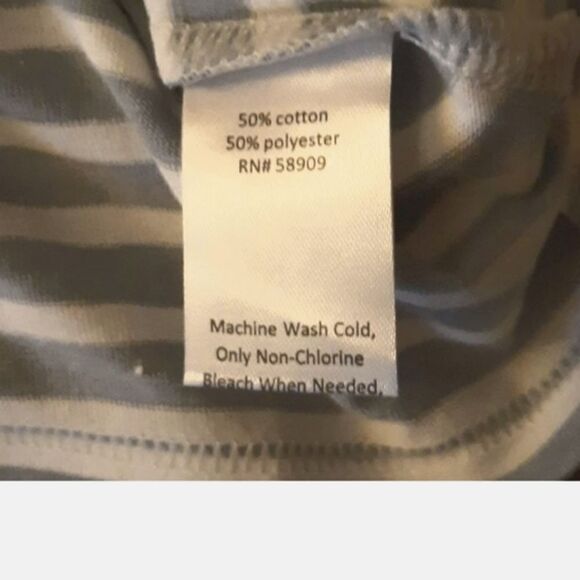 50% cotton
50% polyester
RN# 58909
Machine Wash Cold,
Only Non-Chlorine
Bleach When Needed,